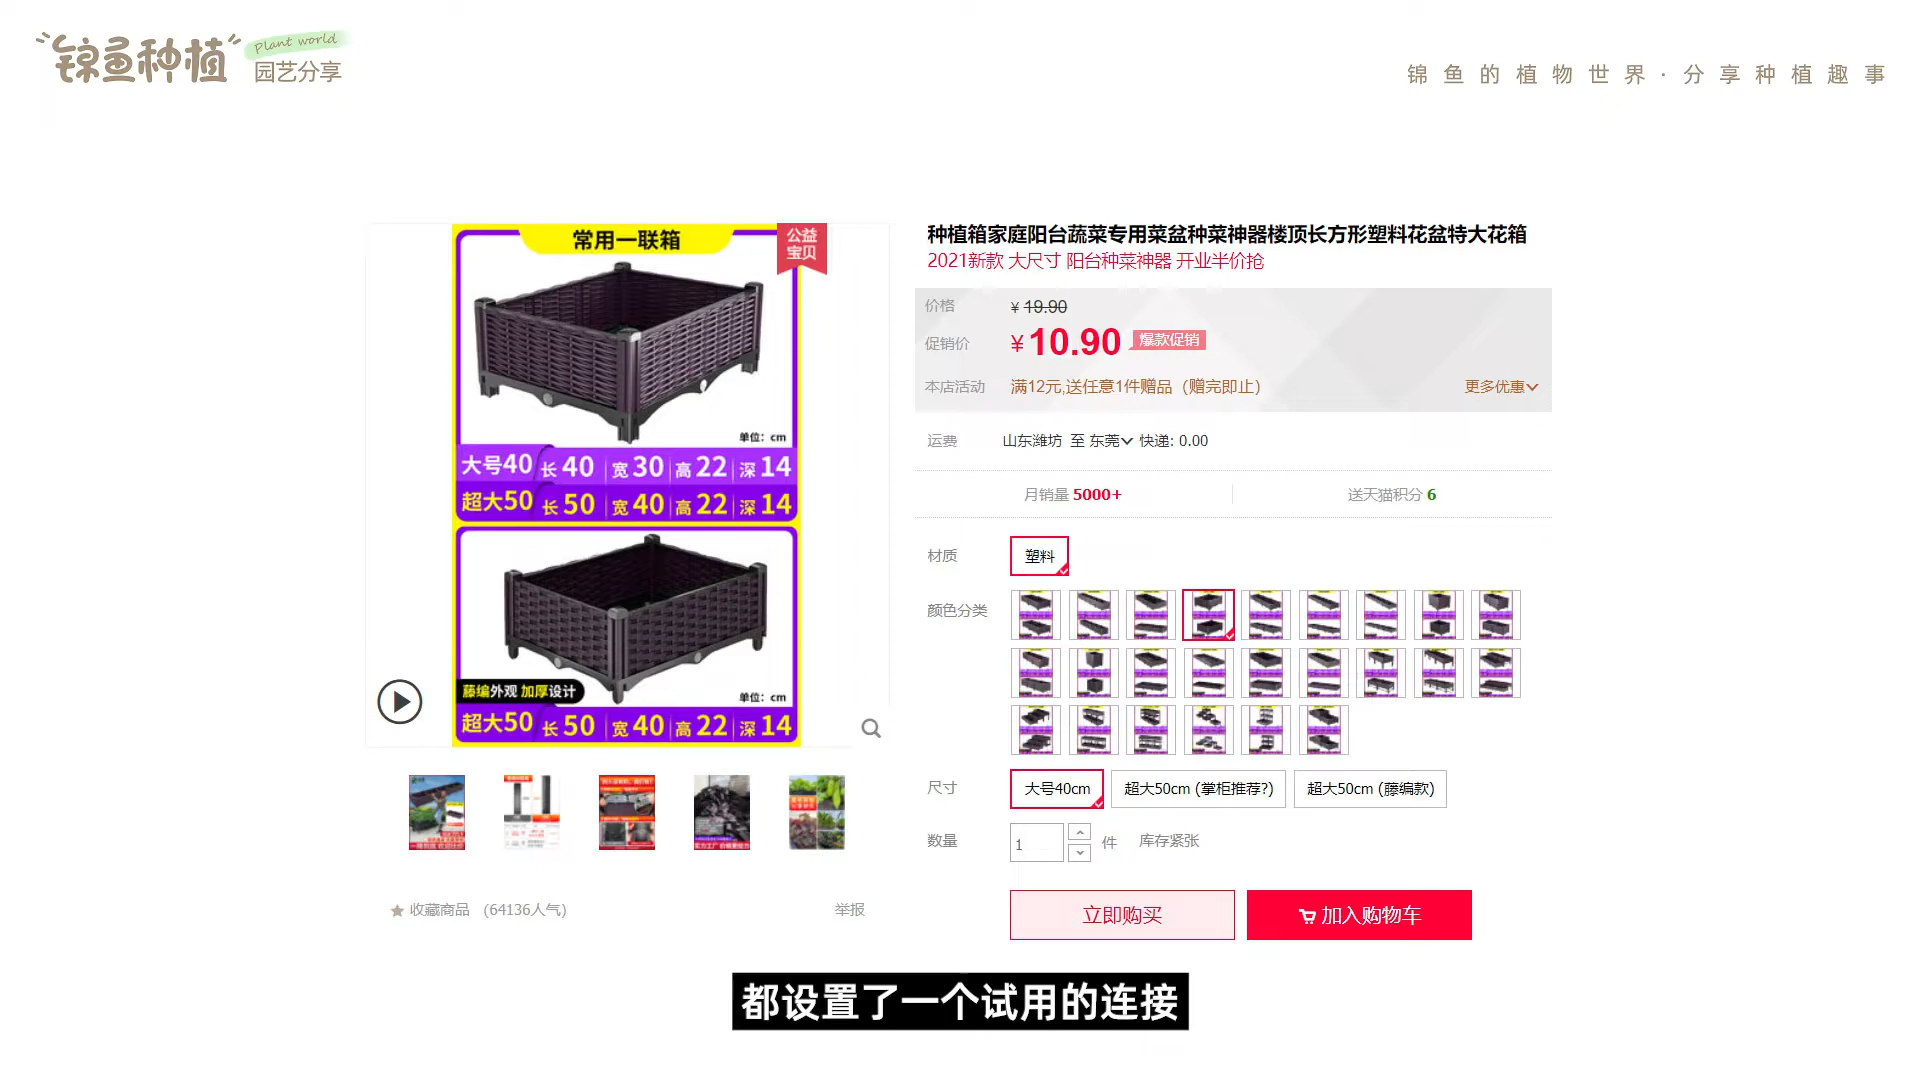 锦鱼种植
plant world
园艺分享
锦鱼的植物世界·分享种植趣事
常用一联箱
公益
宝贝
单位：cm
大号40 长40 宽30 高22 深14
超大50 长50 宽40 高22 深14
藤编外观 加厚设计
单位：cm
超大50 长50 宽40 高22 深14
收藏商品 (64136人气)
举报
种植箱家庭阳台蔬菜专用菜盆种菜神器楼顶长方形塑料花盆特大花箱
2021新款 大尺寸 阳台种菜神器 开业半价抢
价格 ¥ 19.90
促销价 ¥ 10.90 爆款促销
本店活动 满12元,送任意1件赠品（赠完即止） 更多优惠
运费 山东潍坊 至 东莞 快递: 0.00
月销量 5000+ 送天猫积分 6
材质 塑料
颜色分类
尺寸 大号40cm 超大50cm (掌柜推荐?) 超大50cm (藤编款)
数量 1 件 库存紧张
立即购买 加入购物车
都设置了一个试用的连接